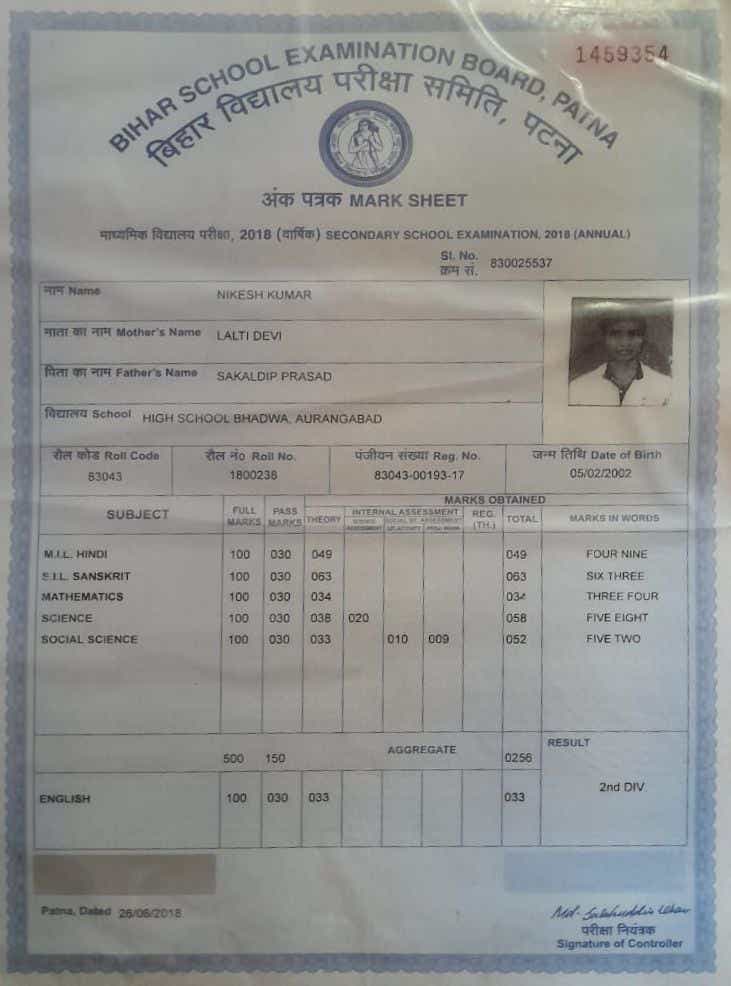 1459354
BIHAR SCHOOL EXAMINATION BOARD, PATNA
बिहार विद्यालय परीक्षा समिति, पटना
अंक पत्रक MARK SHEET
माध्यमिक विद्यालय परीक्षा, 2018 (वार्षिक) SECONDARY SCHOOL EXAMINATION, 2018 (ANNUAL)
Sl. No.
क्रम सं. 830025537
नाम Name NIKESH KUMAR
माता का नाम Mother's Name LALTI DEVI
पिता का नाम Father's Name SAKALDIP PRASAD
विद्यालय School HIGH SCHOOL BHADWA, AURANGABAD
रौल कोड Roll Code रौल नं० Roll No. पंजीयन संख्या Reg. No. जन्म तिथि Date of Birth
83043 1800238 83043-00193-17 05/02/2002
MARKS OBTAINED
SUBJECT FULL MARKS PASS MARKS THEORY INTERNAL ASSESSMENT REG. (TH.) TOTAL MARKS IN WORDS
M.I.L. HINDI 100 030 049 049 FOUR NINE
S.I.L. SANSKRIT 100 030 063 063 SIX THREE
MATHEMATICS 100 030 034 034 THREE FOUR
SCIENCE 100 030 038 020 058 FIVE EIGHT
SOCIAL SCIENCE 100 030 033 010 009 052 FIVE TWO
500 150 AGGREGATE 0256 RESULT
2nd DIV.
ENGLISH 100 030 033 033
Patna, Dated 26/06/2018
परीक्षा नियंत्रक
Signature of Controller